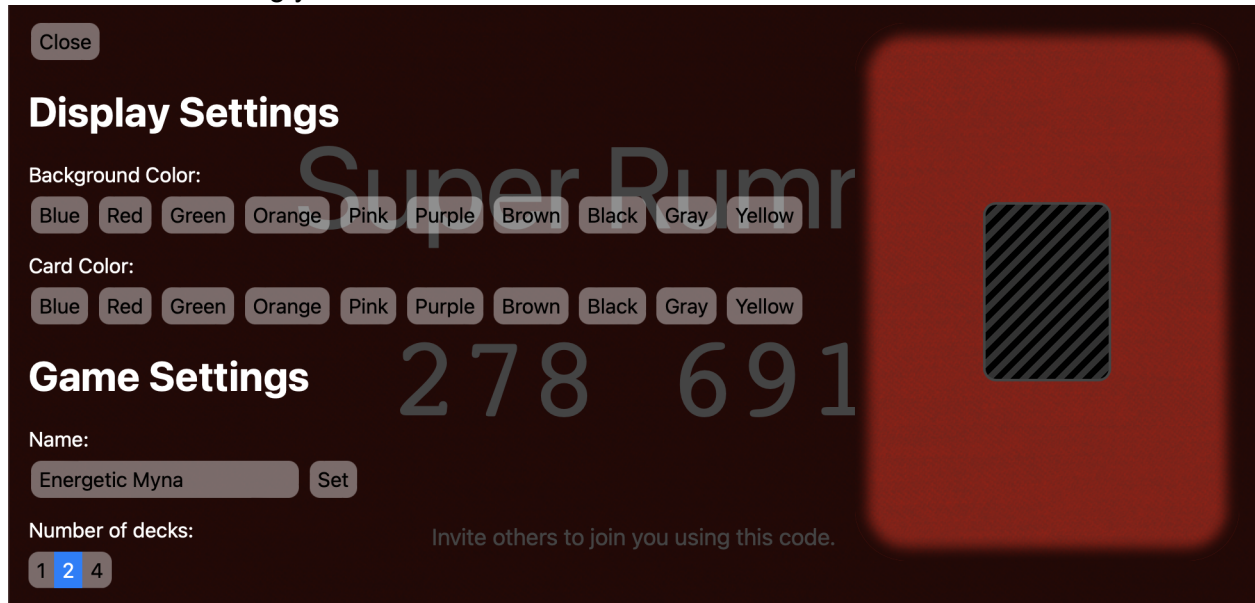 Close
Display Settings
Super Rumm
Background Color:
Blue Red Green Orange Pink Purple Brown Black Gray Yellow
Card Color:
Blue Red Green Orange Pink Purple Brown Black Gray Yellow
Game Settings
278 691
Name:
Energetic Myna Set
Number of decks:
Invite others to join you using this code.
1 2 4